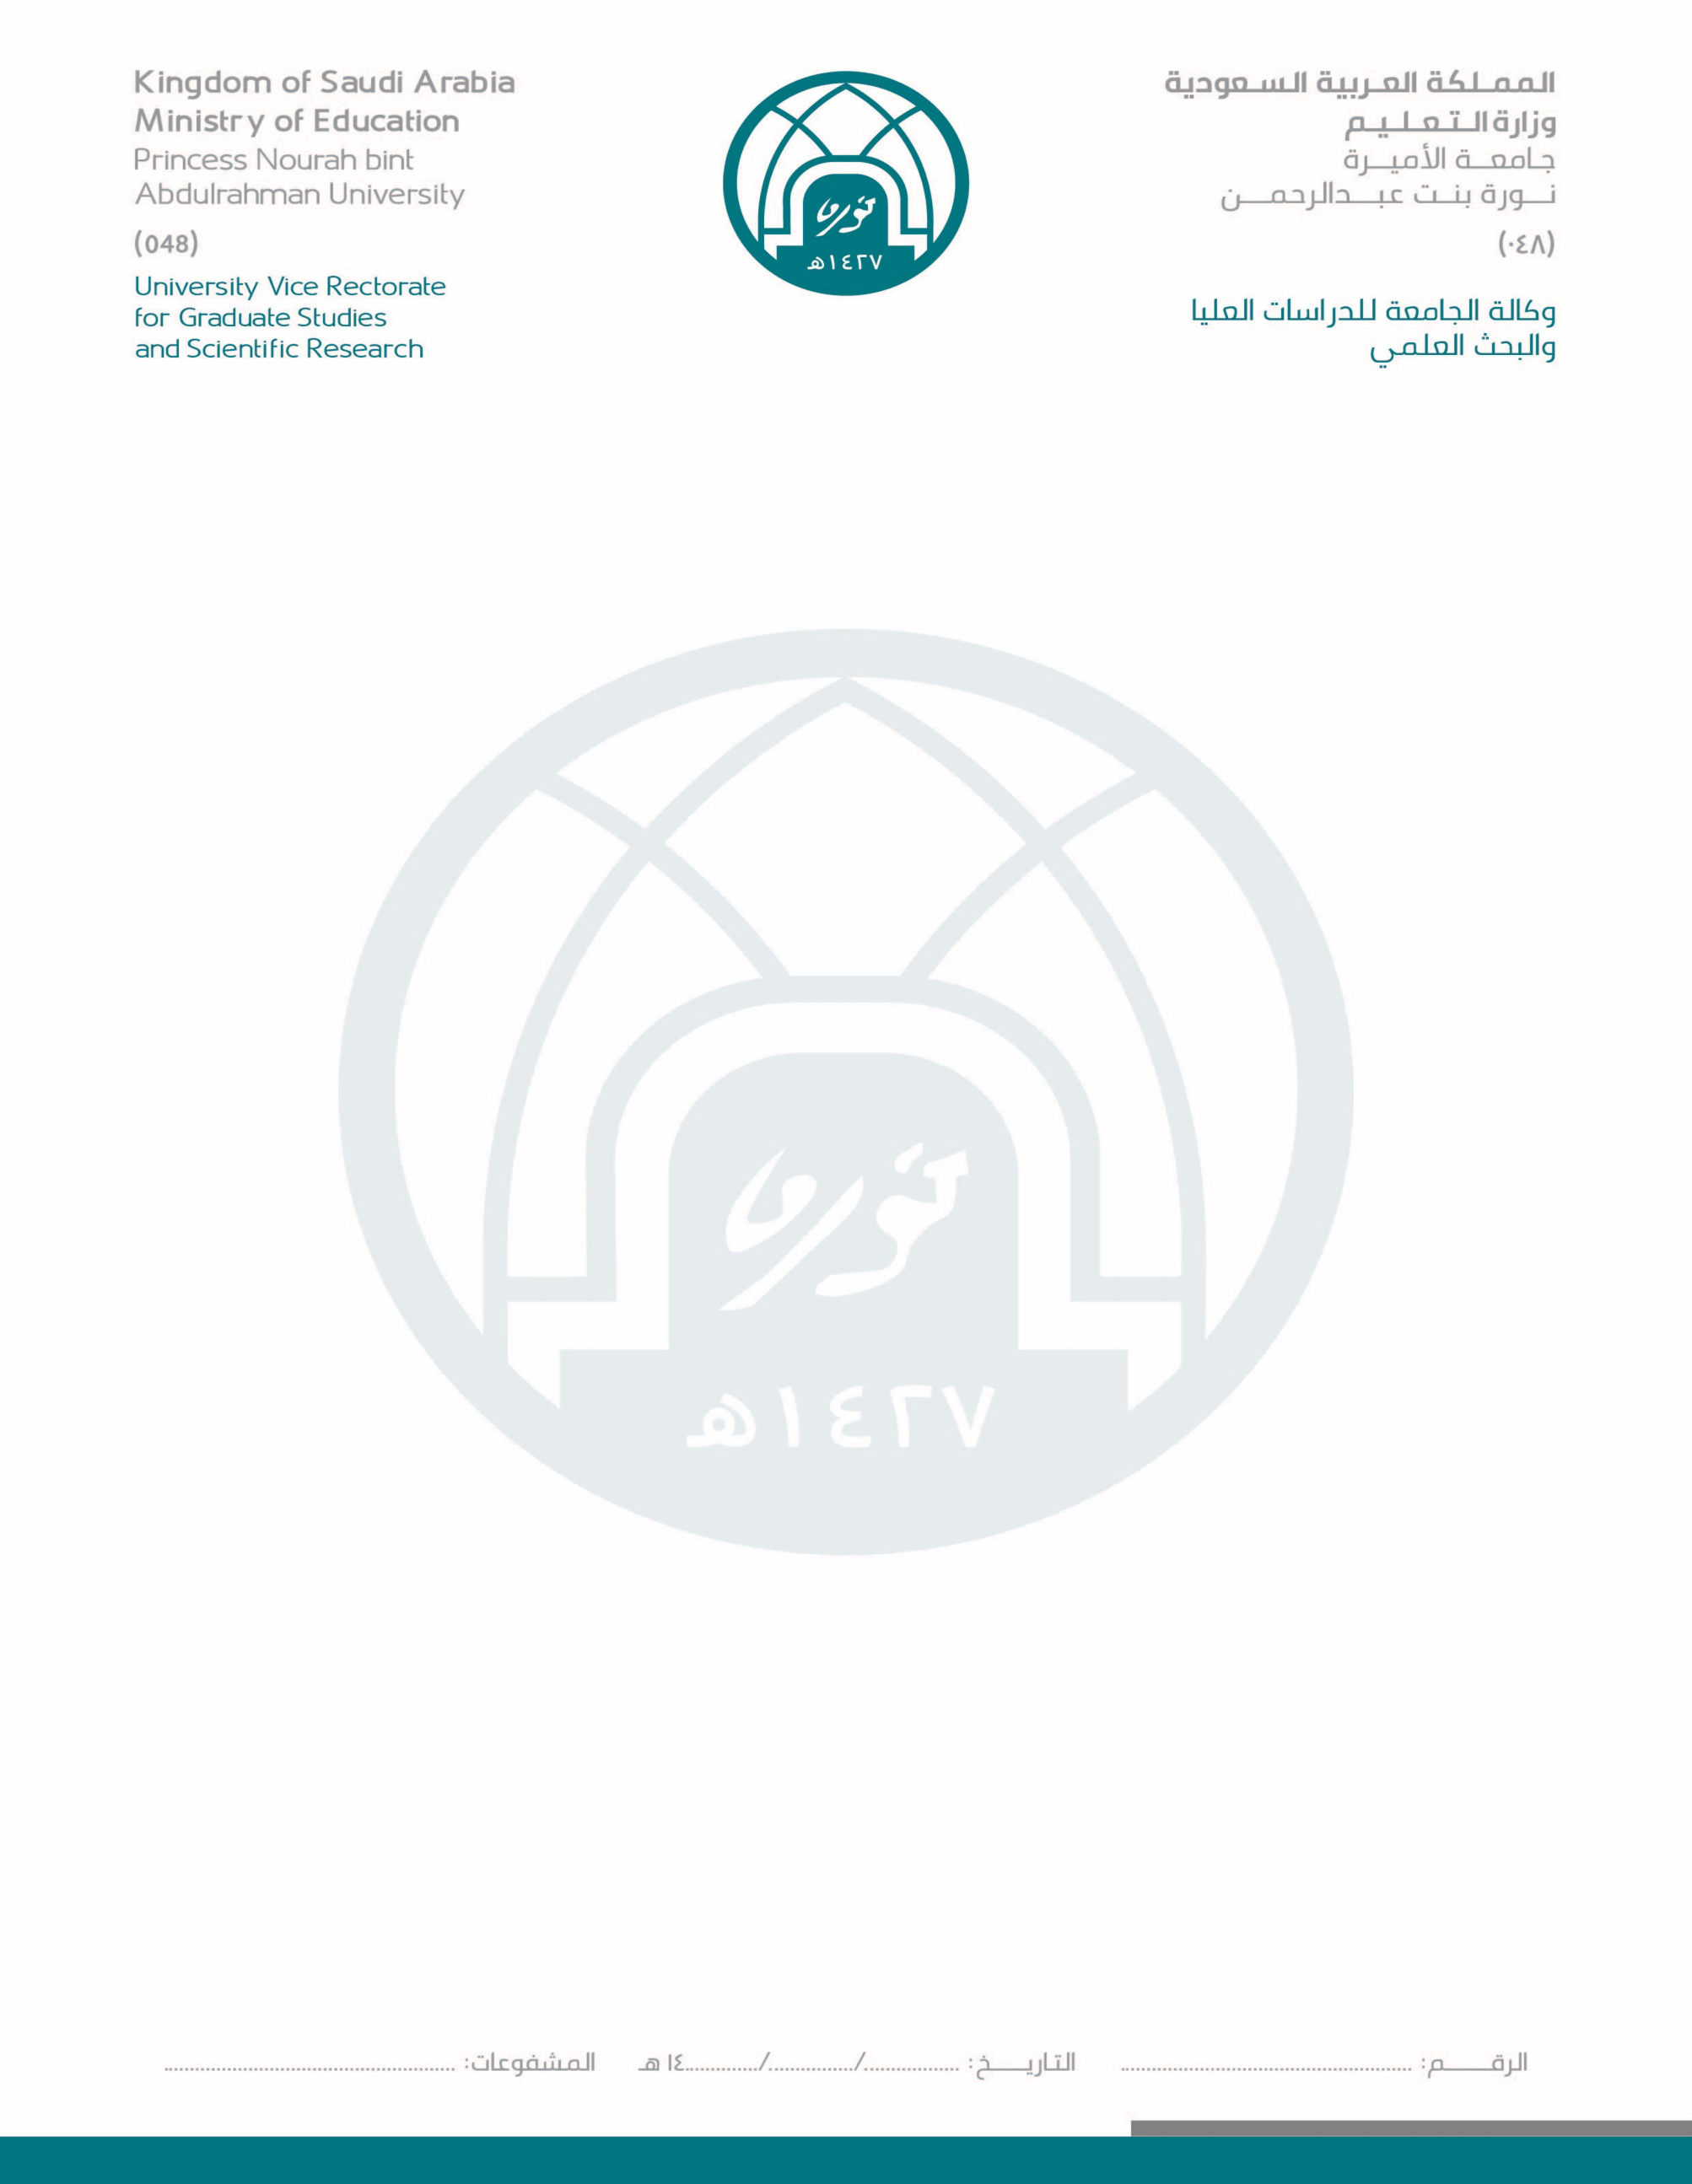 Kingdom of Saudi Arabia
Ministry of Education
Princess Nourah bint
Abdulrahman University
(048)
University Vice Rectorate
for Graduate Studies
and Scientific Research
نورة
١٤٢٧هـ
المملكة العربية السعودية
وزارة التعليم
جامعة الأميرة
نورة بنت عبدالرحمن
(٠٤٨)
وكالة الجامعة للدراسات العليا
والبحث العلمي
نورة
١٤٢٧هـ
الرقم: ........................ التاريخ: ............/............/............١٤ هـ المشفوعات: ........................